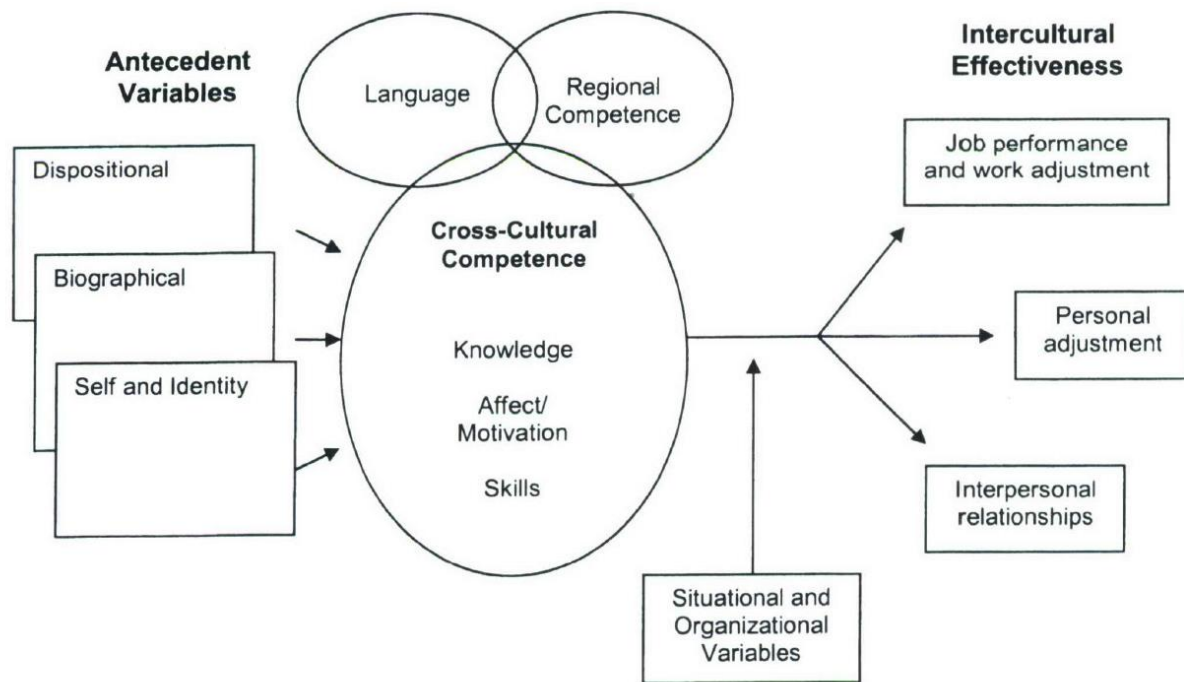 Antecedent
Variables
Dispositional
Biographical
Self and Identity
Language
Regional
Competence
Cross-Cultural
Competence
Knowledge
Affect/
Motivation
Skills
Situational and
Organizational
Variables
Intercultural
Effectiveness
Job performance
and work adjustment
Personal
adjustment
Interpersonal
relationships